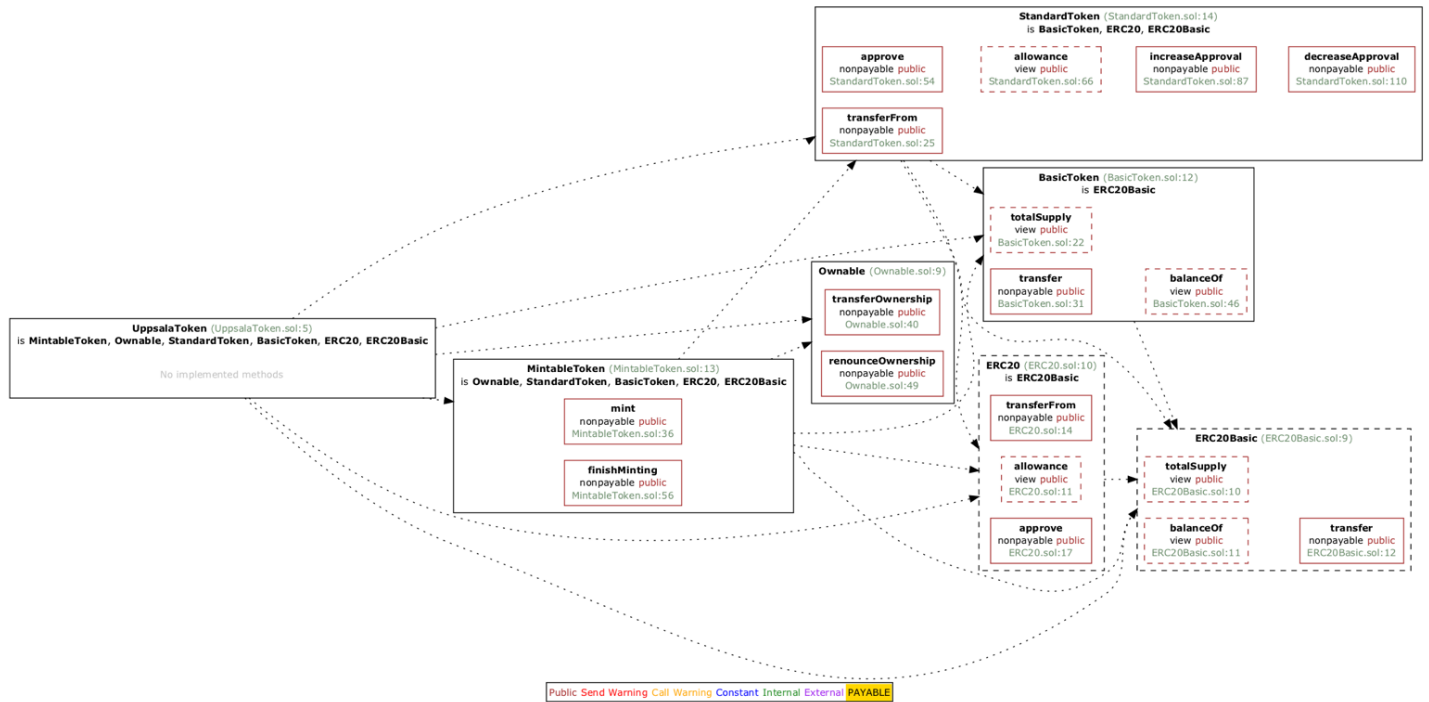 StandardToken (StandardToken.sol:14)
is BasicToken, ERC20, ERC20Basic
approve
nonpayable public
StandardToken.sol:54
allowance
view public
StandardToken.sol:66
increaseApproval
nonpayable public
StandardToken.sol:87
decreaseApproval
nonpayable public
StandardToken.sol:110
transferFrom
nonpayable public
StandardToken.sol:25
BasicToken (BasicToken.sol:12)
is ERC20Basic
totalSupply
view public
BasicToken.sol:22
transfer
nonpayable public
BasicToken.sol:31
balanceOf
view public
BasicToken.sol:46
Ownable (Ownable.sol:9)
transferOwnership
nonpayable public
Ownable.sol:40
renounceOwnership
nonpayable public
Ownable.sol:49
UppsalaToken (UppsalaToken.sol:5)
is MintableToken, Ownable, StandardToken, BasicToken, ERC20, ERC20Basic
No implemented methods
MintableToken (MintableToken.sol:13)
is Ownable, StandardToken, BasicToken, ERC20, ERC20Basic
mint
nonpayable public
MintableToken.sol:36
finishMinting
nonpayable public
MintableToken.sol:56
ERC20 (ERC20.sol:10)
is ERC20Basic
transferFrom
nonpayable public
ERC20.sol:14
allowance
view public
ERC20.sol:11
approve
nonpayable public
ERC20.sol:17
ERC20Basic (ERC20Basic.sol:9)
totalSupply
view public
ERC20Basic.sol:10
balanceOf
view public
ERC20Basic.sol:11
transfer
nonpayable public
ERC20Basic.sol:12
Public Send Warning Call Warning Constant Internal External PAYABLE